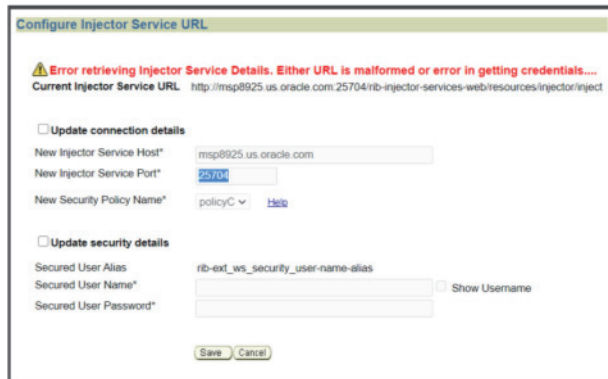 Configure Injector Service URL
Error retrieving Injector Service Details. Either URL is malformed or error in getting credentials....
Current Injector Service URL http://msp8925.us.oracle.com:25704/rib-injector-services-web/resources/injector/inject
Update connection details
New Injector Service Host* msp8925.us.oracle.com
New Injector Service Port* 25704
New Security Policy Name* policyC Help
Update security details
Secured User Alias rib-ext_ws_security_user-name-alias
Secured User Name* Show Username
Secured User Password*
Save Cancel